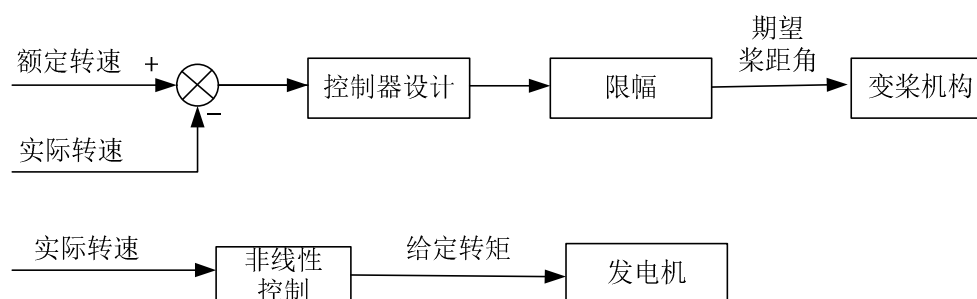 额定转速
+
控制器设计
限幅
期望
桨距角
变桨机构
−
实际转速
实际转速
非线性
控制
给定转矩
发电机